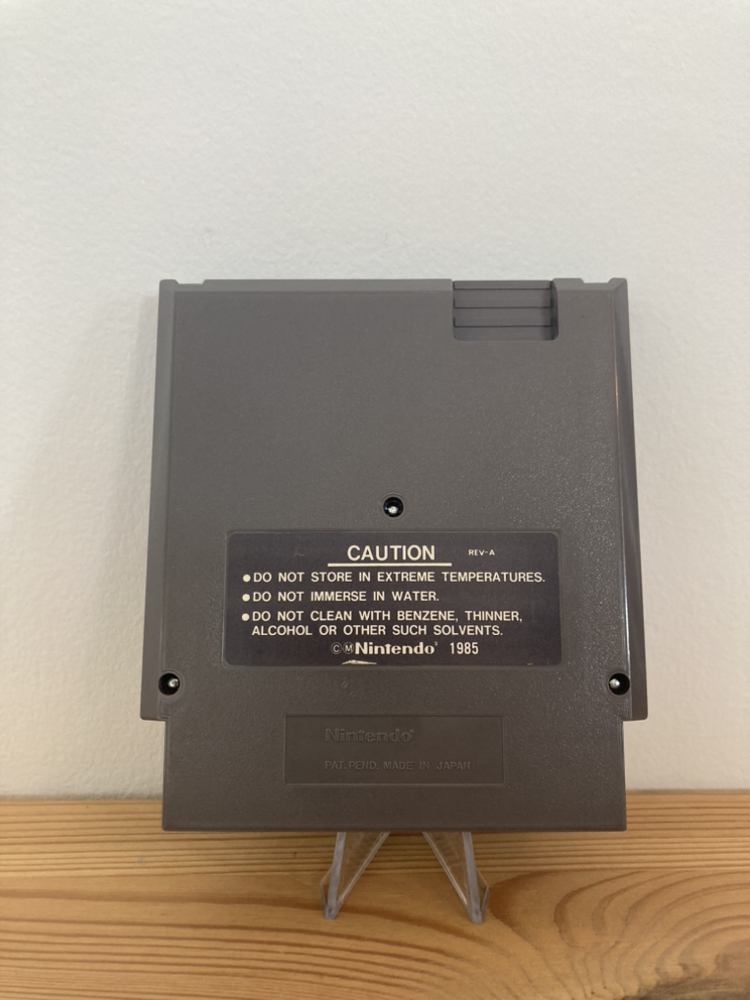 CAUTION REV-A
●DO NOT STORE IN EXTREME TEMPERATURES.
●DO NOT IMMERSE IN WATER.
●DO NOT CLEAN WITH BENZENE, THINNER,
ALCOHOL OR OTHER SUCH SOLVENTS.
©Ⓜ Nintendo® 1985
Nintendo®
PAT. PEND. MADE IN JAPAN